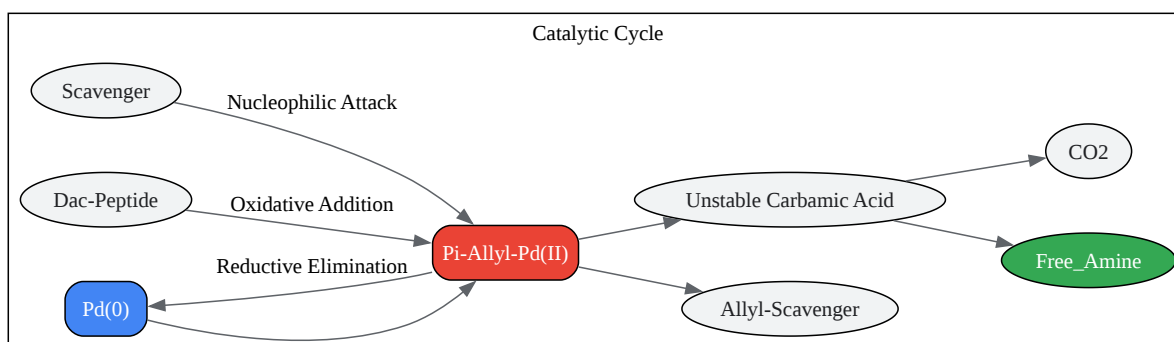 Catalytic Cycle
Scavenger
Nucleophilic Attack
CO2
Dac-Peptide
Oxidative Addition
Unstable Carbamic Acid
Pi-Allyl-Pd(II)
Free_Amine
Reductive Elimination
Pd(0)
Allyl-Scavenger